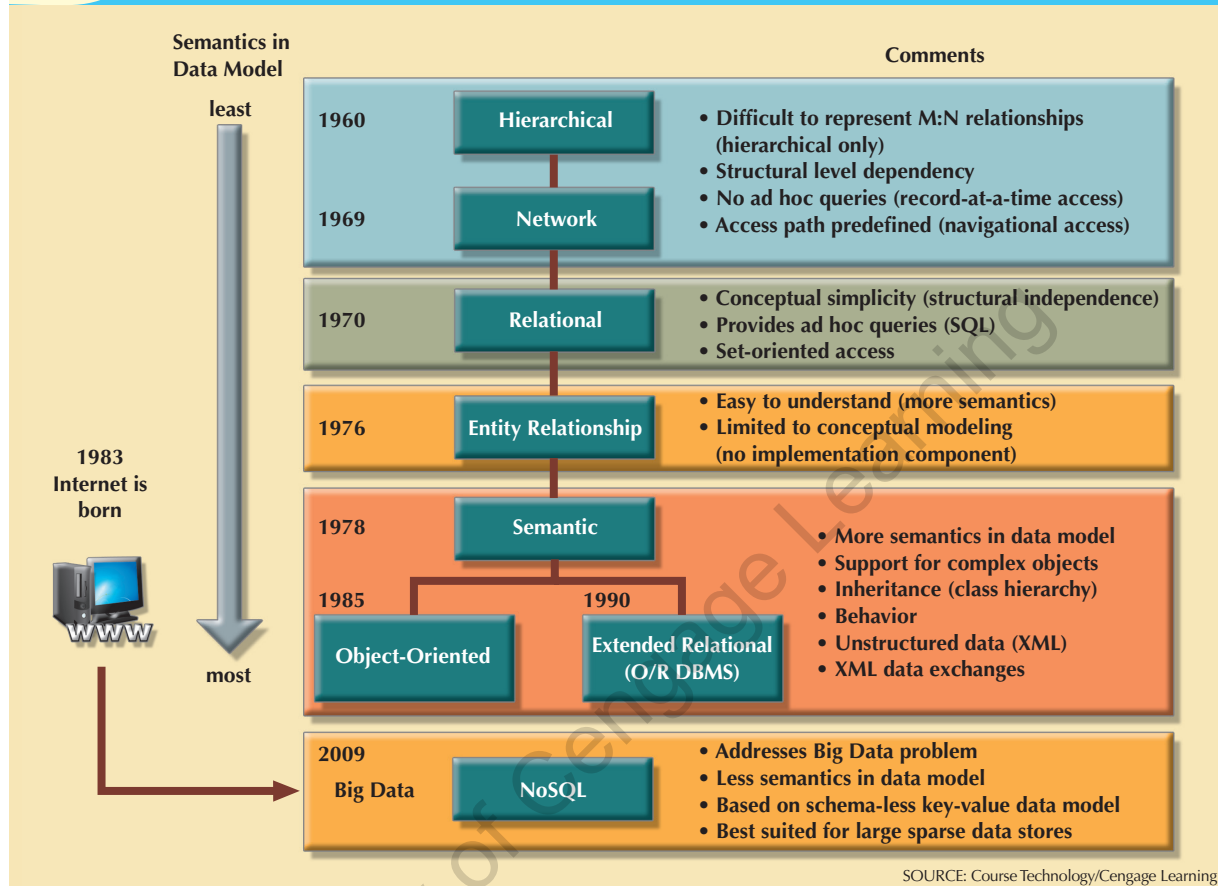 Semantics in
Data Model
Comments
least
most
1960
Hierarchical
1969
Network
• Difficult to represent M:N relationships
(hierarchical only)
• Structural level dependency
• No ad hoc queries (record-at-a-time access)
• Access path predefined (navigational access)
1970
Relational
• Conceptual simplicity (structural independence)
• Provides ad hoc queries (SQL)
• Set-oriented access
1976
Entity Relationship
• Easy to understand (more semantics)
• Limited to conceptual modeling
(no implementation component)
1983
Internet is
born
WWW
1978
Semantic
1985
Object-Oriented
1990
Extended Relational
(O/R DBMS)
• More semantics in data model
• Support for complex objects
• Inheritance (class hierarchy)
• Behavior
• Unstructured data (XML)
• XML data exchanges
2009
Big Data
NoSQL
• Addresses Big Data problem
• Less semantics in data model
• Based on schema-less key-value data model
• Best suited for large sparse data stores
of Cengage Learning
SOURCE: Course Technology/Cengage Learning